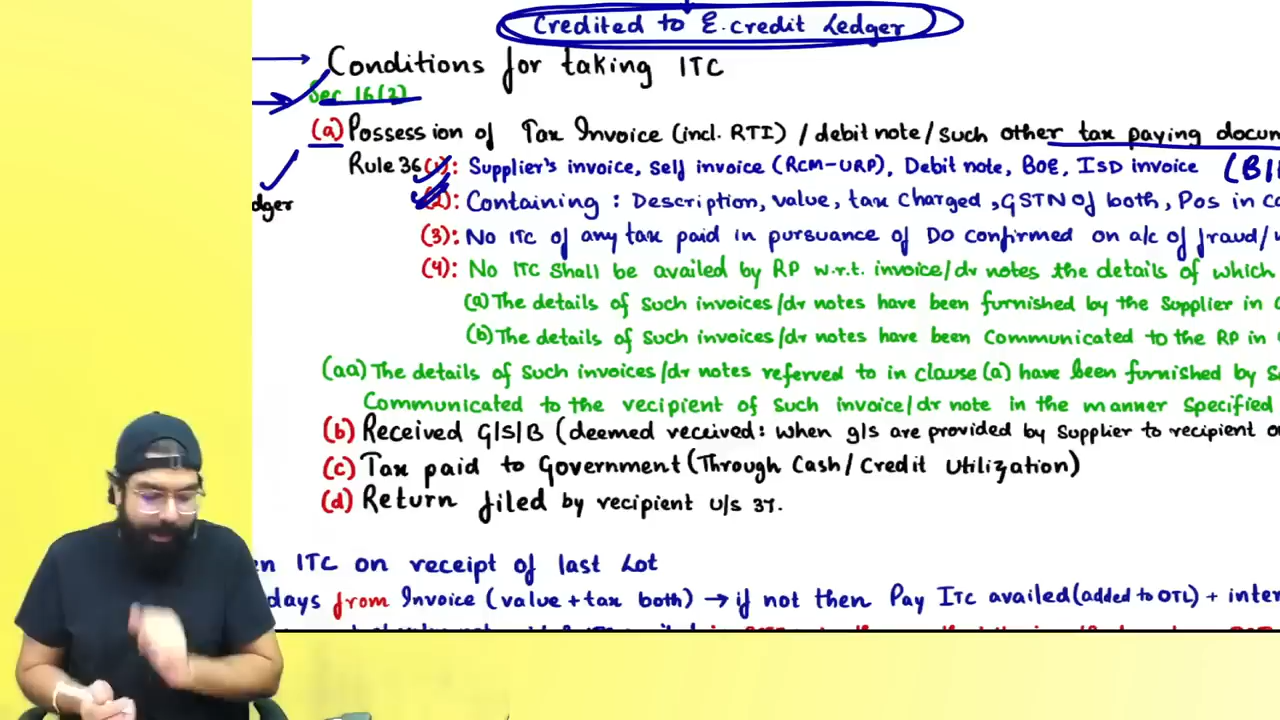 Credited to E.credit Ledger
Conditions for taking ITC
Sec 16(2)
(a) Possession of Tax Invoice (incl. RTI) / debit note / such other tax paying docum
Rule 36(1): Supplier's invoice, self invoice (RCM-URP), Debit note, BOE, ISD invoice (B/
dger
: Containing : Description, value, tax charged, GSTN of both, Pos in ca
(3): No ITC of any tax paid in pursuance of DO confirmed on a/c of fraud/
(4): No ITC shall be availed by RP w.r.t. invoice/dr notes the details of which
(a) The details of such invoices/dr notes have been furnished by the supplier in
(b) The details of such invoices/dr notes have been communicated to the RP in
(aa) The details of such invoices/dr notes referred to in clause (a) have been furnished by S
Communicated to the recipient of such invoice/dr note in the manner specified
(b) Received G/S/B (deemed received: when g/s are provided by supplier to recipient o
(c) Tax paid to Government (Through Cash/Credit Utilization)
(d) Return filed by recipient u/s 37.
en ITC on receipt of last Lot
days from Invoice (value + tax both) → if not then Pay ITC availed (added to OTL) + inter